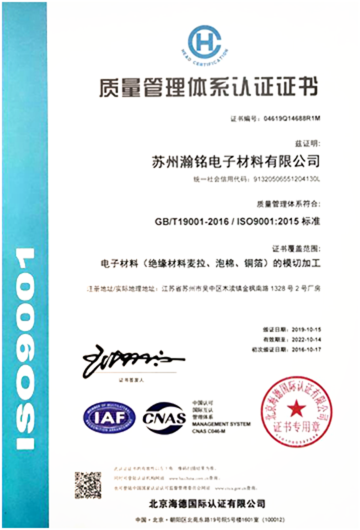 HEAD CERTIFICATION
质量管理体系认证证书
证书编号：04619Q14688R1M
兹证明：
苏州瀚铭电子材料有限公司
统一社会信用代码：91320506551204130L
质量管理体系符合：
GB/T19001-2016 / ISO9001:2015 标准
证书覆盖范围：
电子材料（绝缘材料麦拉、泡棉、铜箔）的模切加工
注册地址/实际地理地址：江苏省苏州市吴中区木渎镇金枫南路 1328 号 2 号厂房
ISO9001
颁证日期：2019-10-15
有效期至：2022-10-14
初次颁证日期：2016-10-17
证书签发人
IAF
CNAS
中国认可
国际互认
管理体系
MANAGEMENT SYSTEM
CNAS C046-M
北京海德国际认证有限公司
证书专用章
北京海德国际认证有限公司
中国·北京·朝阳区北苑东路19号院5号楼1601室（100012）